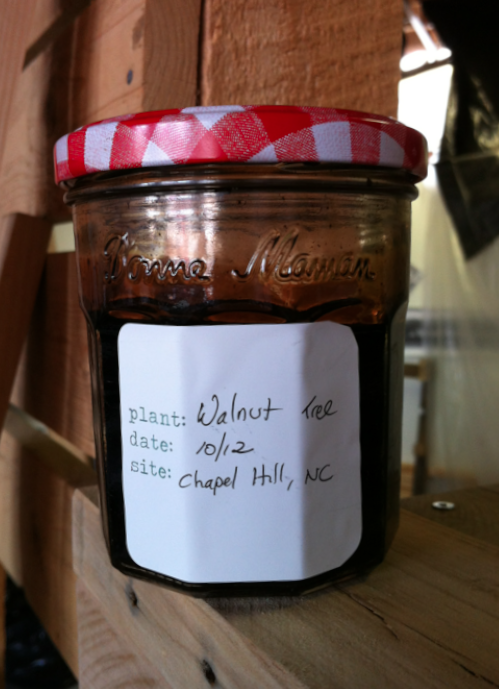 Bonne Maman
plant: Walnut Tree
date: 10/12
site: Chapel Hill, NC